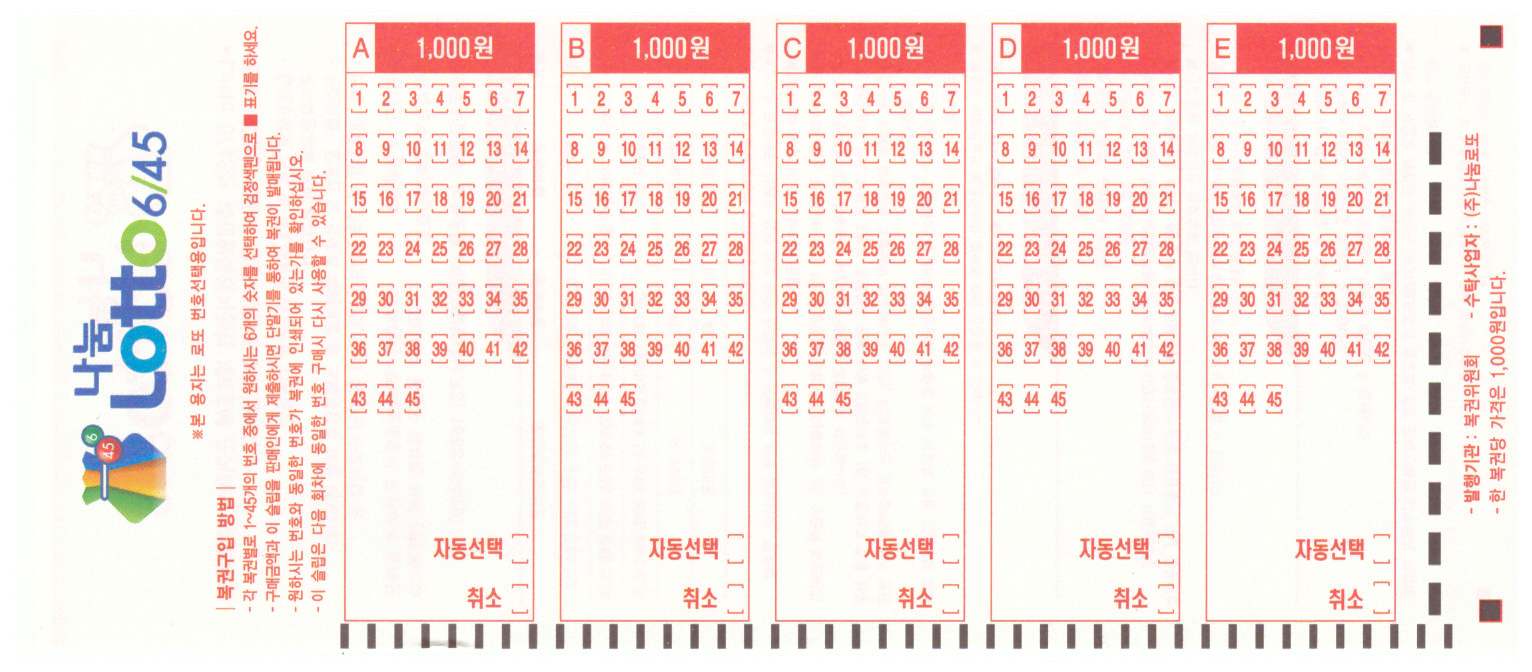 나눔
Lotto6/45
6
45
※본 용지는 로또 번호선택용입니다.
| 복권구입 방법 |
- 각 복권별로 1~45개의 번호 중에서 원하시는 6개의 숫자를 선택하여 검정색펜으로 ■ 표기를 하세요.
- 구매금액과 이 슬립을 판매인에게 제출하시면 단말기를 통하여 복권이 발매됩니다.
- 원하시는 번호와 동일한 번호가 복권에 인쇄되어 있는가를 확인하십시오.
- 이 슬립은 다음 회차에 동일한 번호 구매시 다시 사용할 수 있습니다.
A 1,000원
1 2 3 4 5 6 7
8 9 10 11 12 13 14
15 16 17 18 19 20 21
22 23 24 25 26 27 28
29 30 31 32 33 34 35
36 37 38 39 40 41 42
43 44 45
자동선택
취소
B 1,000원
1 2 3 4 5 6 7
8 9 10 11 12 13 14
15 16 17 18 19 20 21
22 23 24 25 26 27 28
29 30 31 32 33 34 35
36 37 38 39 40 41 42
43 44 45
자동선택
취소
C 1,000원
1 2 3 4 5 6 7
8 9 10 11 12 13 14
15 16 17 18 19 20 21
22 23 24 25 26 27 28
29 30 31 32 33 34 35
36 37 38 39 40 41 42
43 44 45
자동선택
취소
D 1,000원
1 2 3 4 5 6 7
8 9 10 11 12 13 14
15 16 17 18 19 20 21
22 23 24 25 26 27 28
29 30 31 32 33 34 35
36 37 38 39 40 41 42
43 44 45
자동선택
취소
E 1,000원
1 2 3 4 5 6 7
8 9 10 11 12 13 14
15 16 17 18 19 20 21
22 23 24 25 26 27 28
29 30 31 32 33 34 35
36 37 38 39 40 41 42
43 44 45
자동선택
취소
- 발행기관 : 복권위원회 - 수탁사업자 : (주)나눔로또
- 한 복권당 가격은 1,000원입니다.